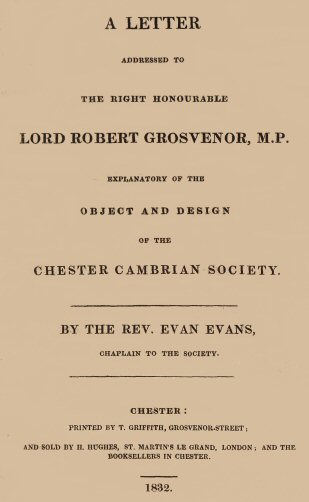 A LETTER
ADDRESSED TO
THE RIGHT HONOURABLE
LORD ROBERT GROSVENOR, M.P.
EXPLANATORY OF THE
OBJECT AND DESIGN
OF THE
CHESTER CAMBRIAN SOCIETY.
BY THE REV. EVAN EVANS,
CHAPLAIN TO THE SOCIETY.
CHESTER:
PRINTED BY T. GRIFFITH, GROSVENOR-STREET;
AND SOLD BY H. HUGHES, ST. MARTIN'S LE GRAND, LONDON; AND THE
BOOKSELLERS IN CHESTER.
1832.